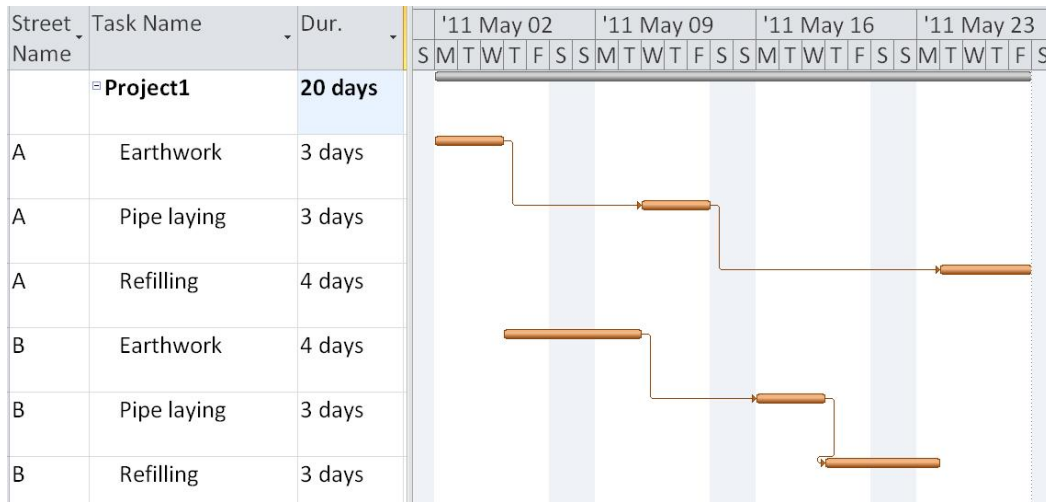 Street Name Task Name Dur. '11 May 02 '11 May 09 '11 May 16 '11 May 23
S M T W T F S S M T W T F S S M T W T F S S M T W T F S
Project1 20 days
A Earthwork 3 days
A Pipe laying 3 days
A Refilling 4 days
B Earthwork 4 days
B Pipe laying 3 days
B Refilling 3 days